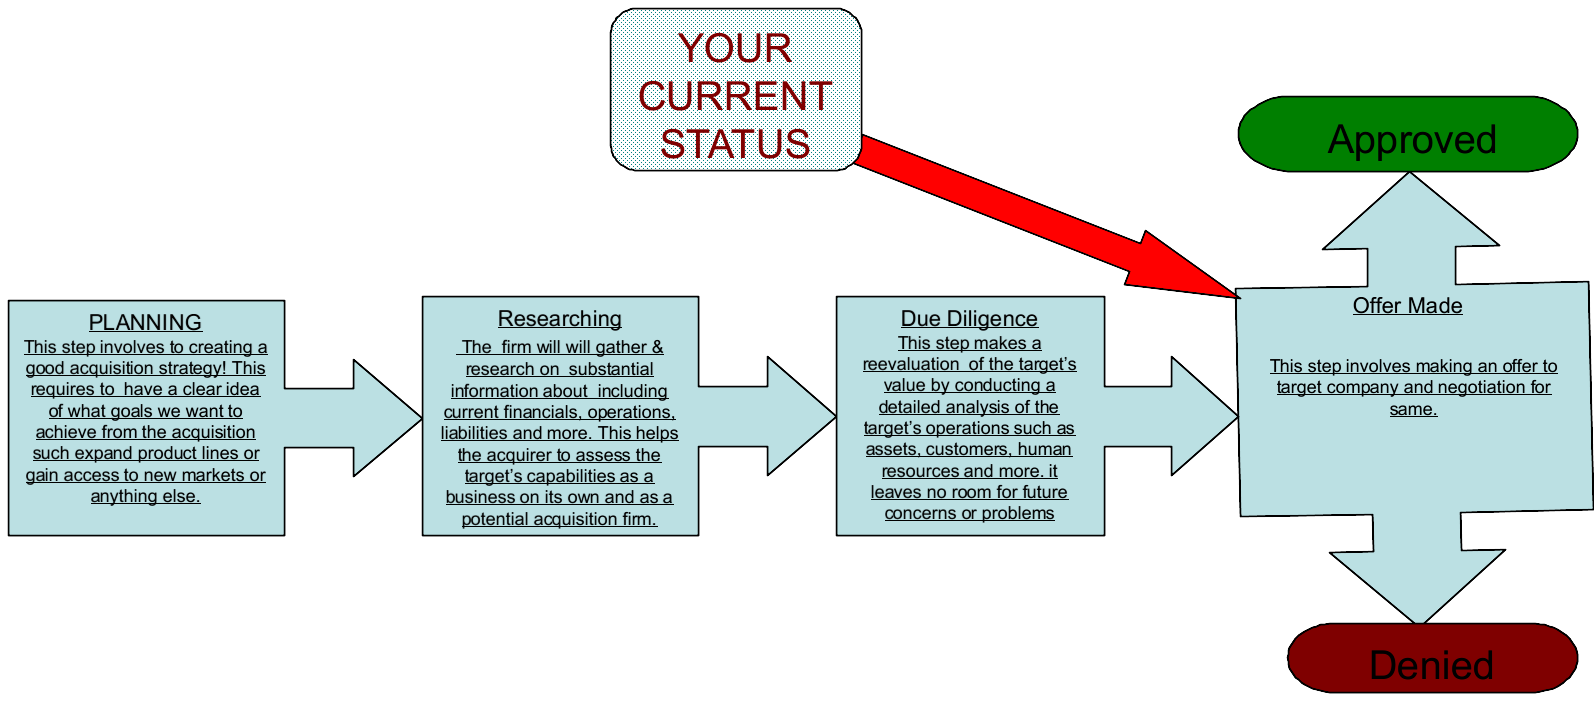 YOUR
CURRENT
STATUS
Approved
PLANNING
This step involves to creating a
good acquisition strategy! This
requires to  have a clear idea
of what goals we want to
achieve from the acquisition
such expand product lines or
gain access to new markets or
anything else.
Researching
The  firm will will gather &
research on  substantial
information about  including
current financials, operations,
liabilities and more. This helps
the acquirer to assess the
target’s capabilities as a
business on its own and as a
potential acquisition firm.
Due Diligence
This step makes a
reevaluation  of the target’s
value by conducting a
detailed analysis of the
target’s operations such as
assets, customers, human
resources and more. it
leaves no room for future
concerns or problems
Offer Made
This step involves making an offer to
target company and negotiation for
same.
Denied